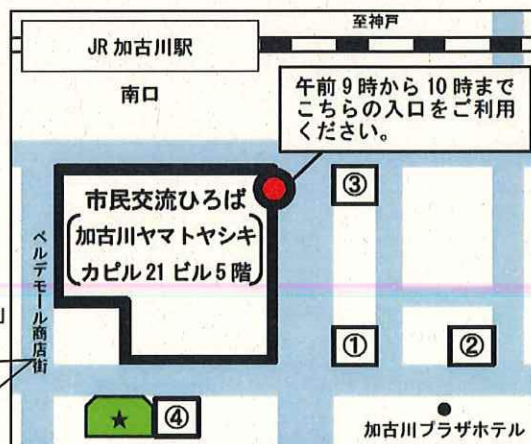 至神戸
JR 加古川駅
南口
午前9時から10時まで
こちらの入口をご利用
ください。
市民交流ひろば
加古川ヤマトヤシキ
カピル21ビル5階
③
ベルデモール商店街
」
①
②
★
④
加古川プラザホテル